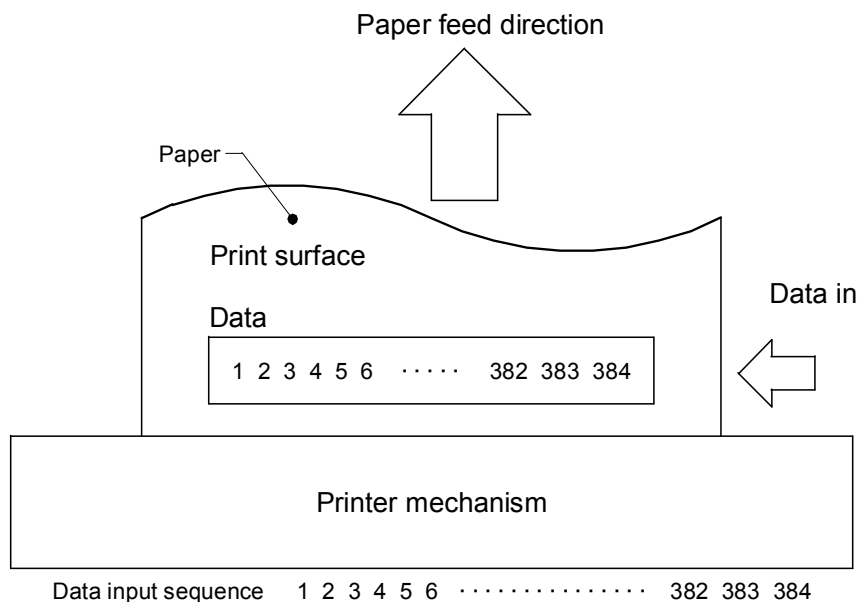 Paper feed direction
Paper
Print surface
Data in
Data
1 2 3 4 5 6 ····· 382 383 384
Printer mechanism
Data input sequence 1 2 3 4 5 6 ··············· 382 383 384